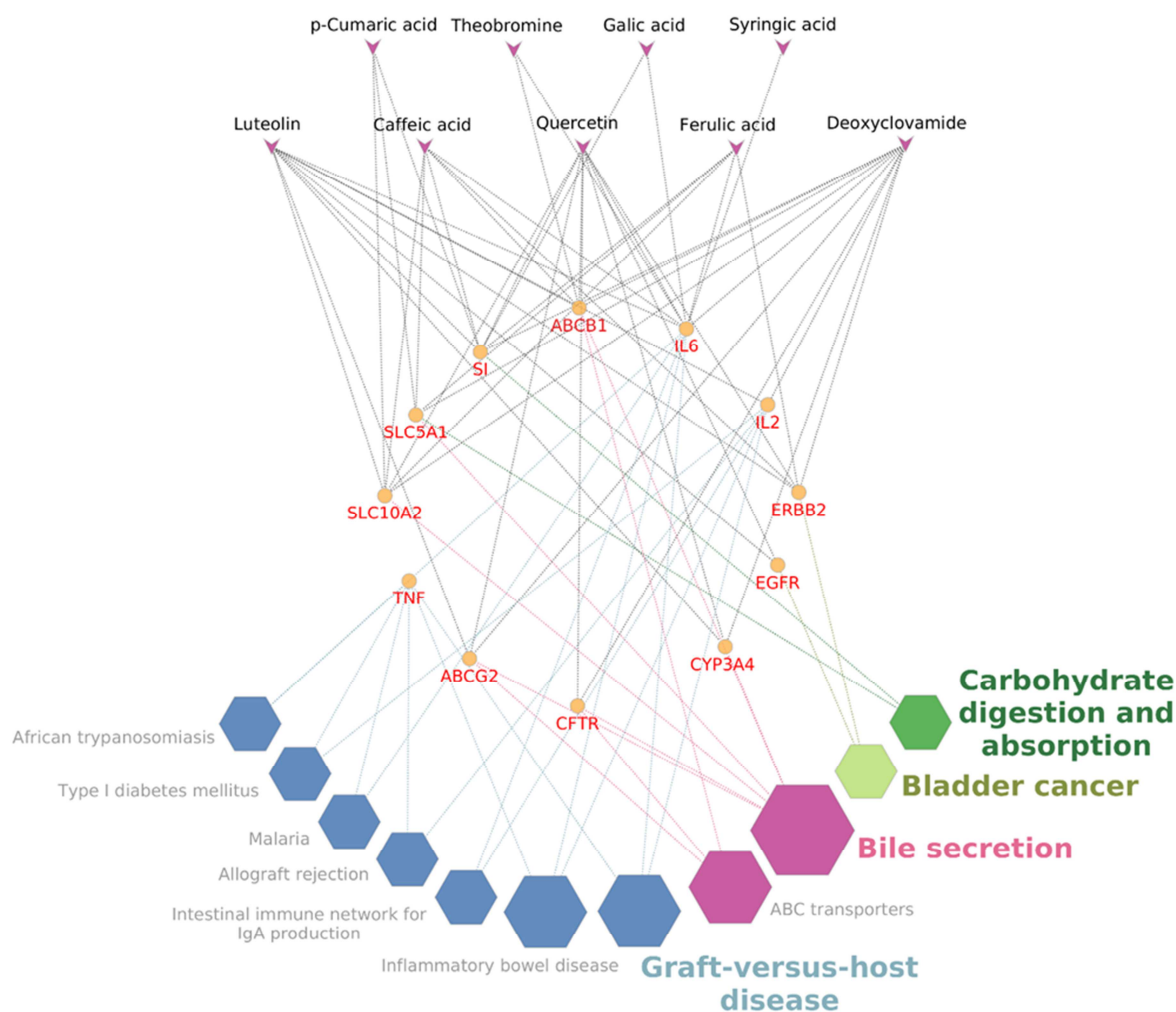 p-Cumaric acid
Theobromine
Galic acid
Syringic acid
Luteolin
Caffeic acid
Quercetin
Ferulic acid
Deoxyclovamide
ABCB1
IL6
SI
IL2
SLC5A1
SLC10A2
ERBB2
EGFR
TNF
CYP3A4
ABCG2
CFTR
Carbohydrate
digestion and
absorption
African trypanosomiasis
Type I diabetes mellitus
Bladder cancer
Malaria
Bile secretion
Allograft rejection
ABC transporters
Intestinal immune network for
IgA production
Inflammatory bowel disease
Graft-versus-host
disease